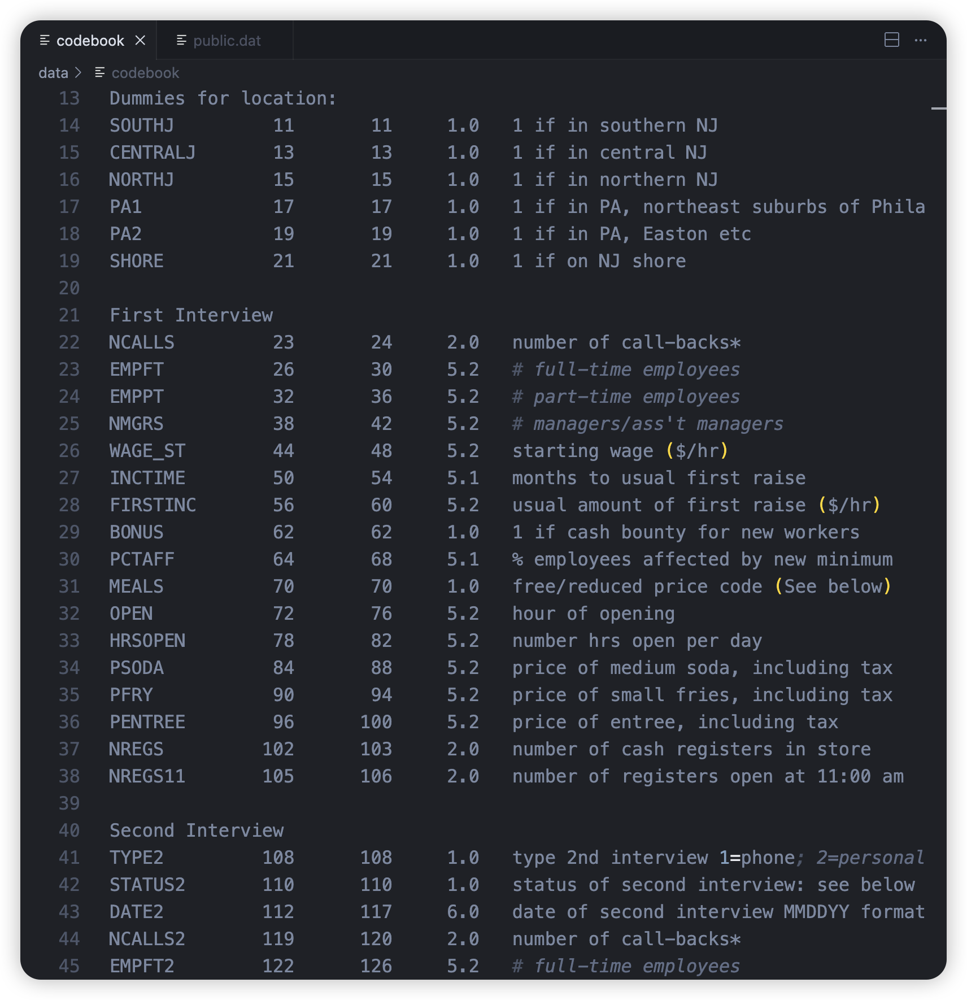 codebook public.dat
data codebook
13 Dummies for location:
14 SOUTHJ 11 11 1.0 1 if in southern NJ
15 CENTRALJ 13 13 1.0 1 if in central NJ
16 NORTHJ 15 15 1.0 1 if in northern NJ
17 PA1 17 17 1.0 1 if in PA, northeast suburbs of Phila
18 PA2 19 19 1.0 1 if in PA, Easton etc
19 SHORE 21 21 1.0 1 if on NJ shore
20
21 First Interview
22 NCALLS 23 24 2.0 number of call-backs*
23 EMPFT 26 30 5.2 # full-time employees
24 EMPPT 32 36 5.2 # part-time employees
25 NMGRS 38 42 5.2 # managers/ass't managers
26 WAGE_ST 44 48 5.2 starting wage ($/hr)
27 INCTIME 50 54 5.1 months to usual first raise
28 FIRSTINC 56 60 5.2 usual amount of first raise ($/hr)
29 BONUS 62 62 1.0 1 if cash bounty for new workers
30 PCTAFF 64 68 5.1 % employees affected by new minimum
31 MEALS 70 70 1.0 free/reduced price code (See below)
32 OPEN 72 76 5.2 hour of opening
33 HRSOPEN 78 82 5.2 number hrs open per day
34 PSODA 84 88 5.2 price of medium soda, including tax
35 PFRY 90 94 5.2 price of small fries, including tax
36 PENTREE 96 100 5.2 price of entree, including tax
37 NREGS 102 103 2.0 number of cash registers in store
38 NREGS11 105 106 2.0 number of registers open at 11:00 am
39
40 Second Interview
41 TYPE2 108 108 1.0 type 2nd interview 1=phone; 2=personal
42 STATUS2 110 110 1.0 status of second interview: see below
43 DATE2 112 117 6.0 date of second interview MMDDYY format
44 NCALLS2 119 120 2.0 number of call-backs*
45 EMPFT2 122 126 5.2 # full-time employees